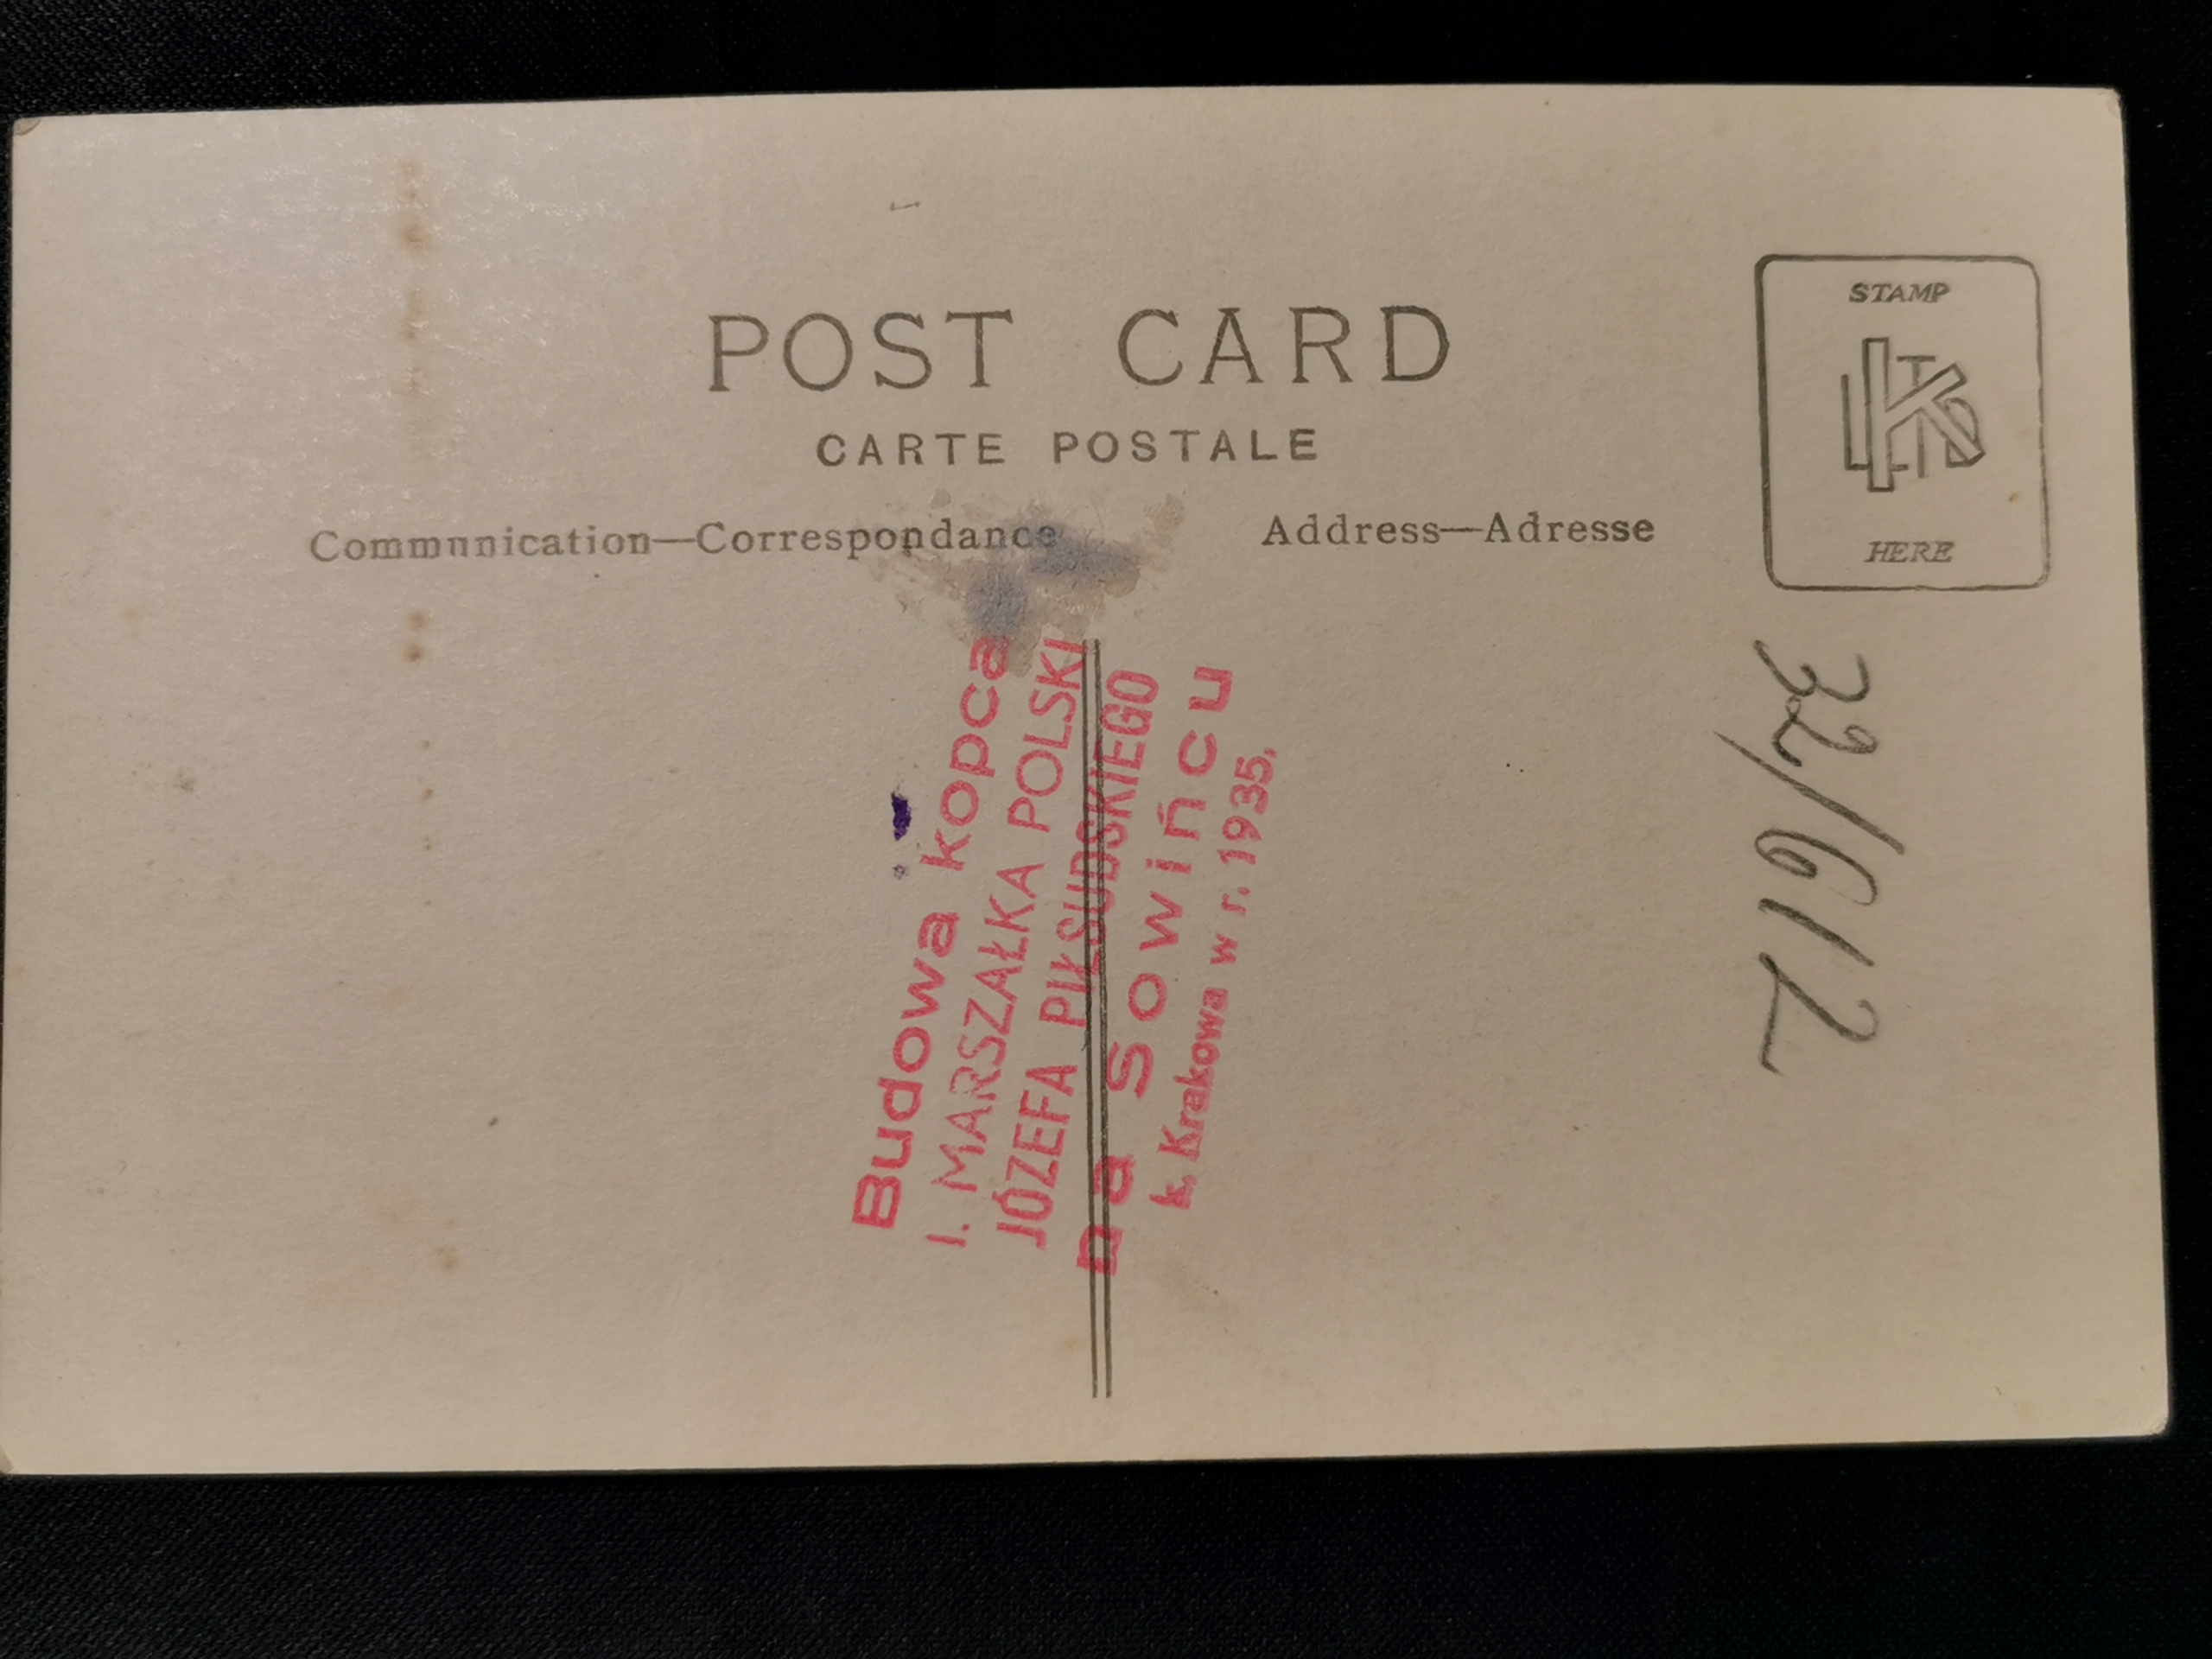 POST CARD
CARTE POSTALE
Communication—Correspondance
Address—Adresse
STAMP
HERE
Budowa kopca
I. MARSZAŁKA POLSKI
JÓZEFA PIŁSUDSKIEGO
na Sowińcu
k. Krakowa w r. 1935.
32/612